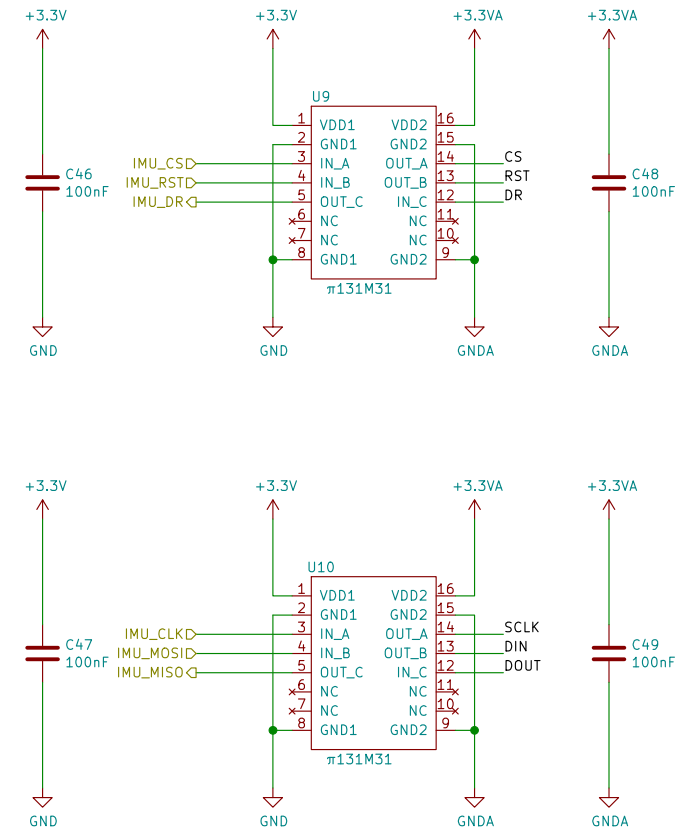 +3.3V
+3.3V
+3.3VA
+3.3VA
U9
1 VDD1 VDD2 16
2 GND1 GND2 15
IMU_CS 3 IN_A OUT_A 14 CS
IMU_RST 4 IN_B OUT_B 13 RST
IMU_DR 5 OUT_C IN_C 12 DR
6 NC NC 11
7 NC NC 10
8 GND1 GND2 9
π131M31
C46
100nF
C48
100nF
GND
GND
GNDA
GNDA
+3.3V
+3.3V
+3.3VA
+3.3VA
U10
1 VDD1 VDD2 16
2 GND1 GND2 15
IMU_CLK 3 IN_A OUT_A 14 SCLK
IMU_MOSI 4 IN_B OUT_B 13 DIN
IMU_MISO 5 OUT_C IN_C 12 DOUT
6 NC NC 11
7 NC NC 10
8 GND1 GND2 9
π131M31
C47
100nF
C49
100nF
GND
GND
GNDA
GNDA